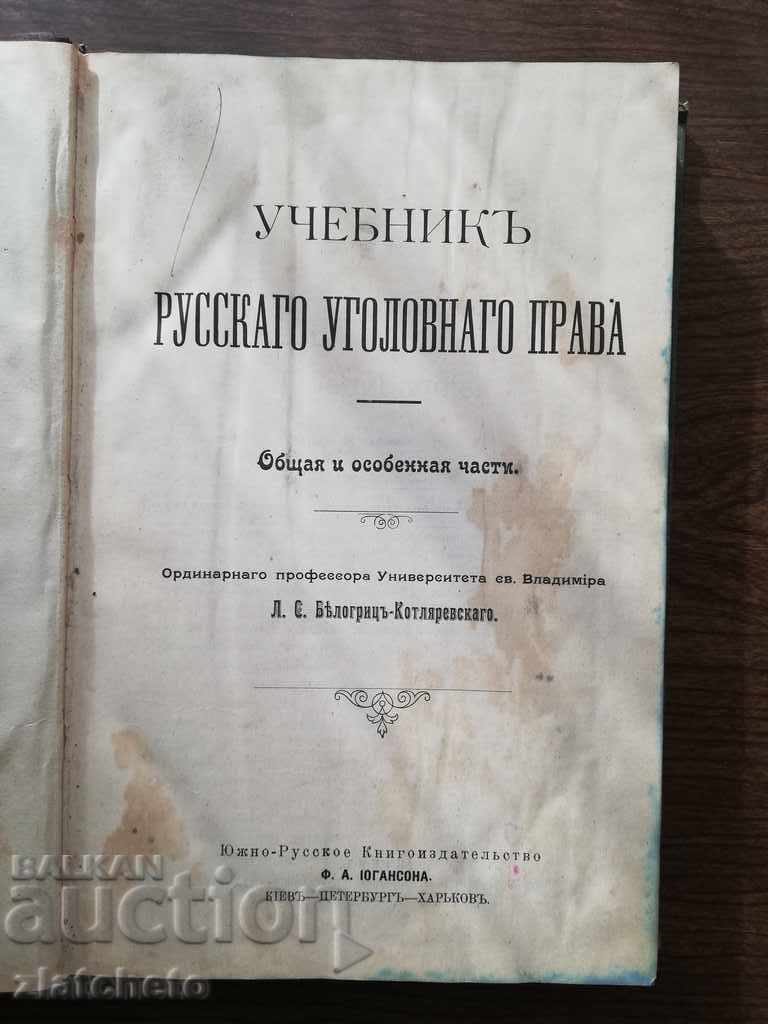 УЧЕБНИКЪ
РУССКАГО УГОЛОВНАГО ПРАВА
Общая и особенная части.
Ординарнаго профессора Университета св. Владиміра
Л. С. Бѣлогрицъ-Котляревскаго.
Южно-Русское Книгоиздательство
Ф. А. ІОГАНСОНА.
КІЕВЪ—ПЕТЕРБУРГЪ—ХАРЬКОВЪ.
BALKAN
auction
zlatcheto